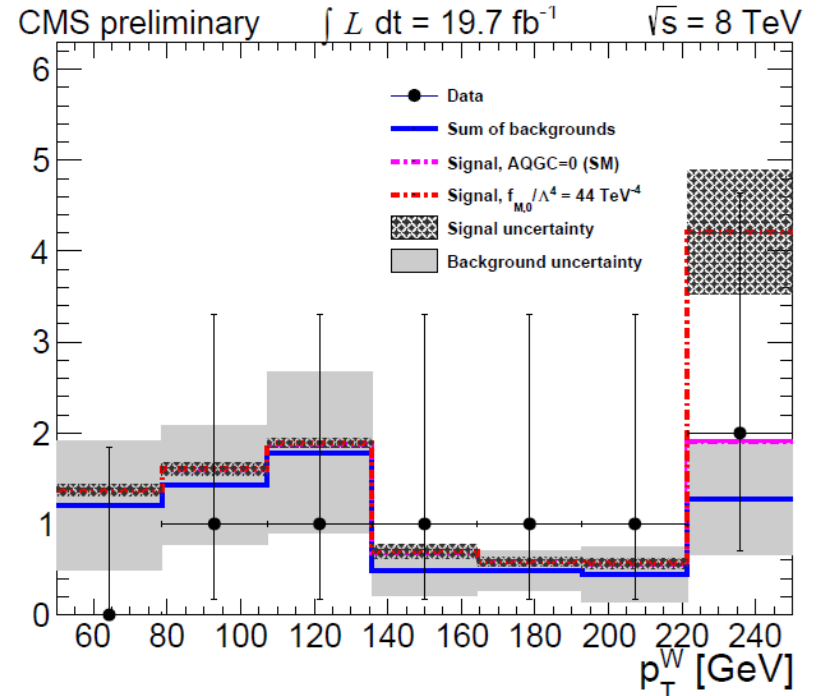 CMS preliminary ∫ L dt = 19.7 fb⁻¹ √s = 8 TeV
Data
Sum of backgrounds
Signal, AQGC=0 (SM)
Signal, f_M,0/Λ⁴ = 44 TeV⁻⁴
Signal uncertainty
Background uncertainty
6
5
4
3
2
1
0
60 80 100 120 140 160 180 200 220 240
p_T^W [GeV]